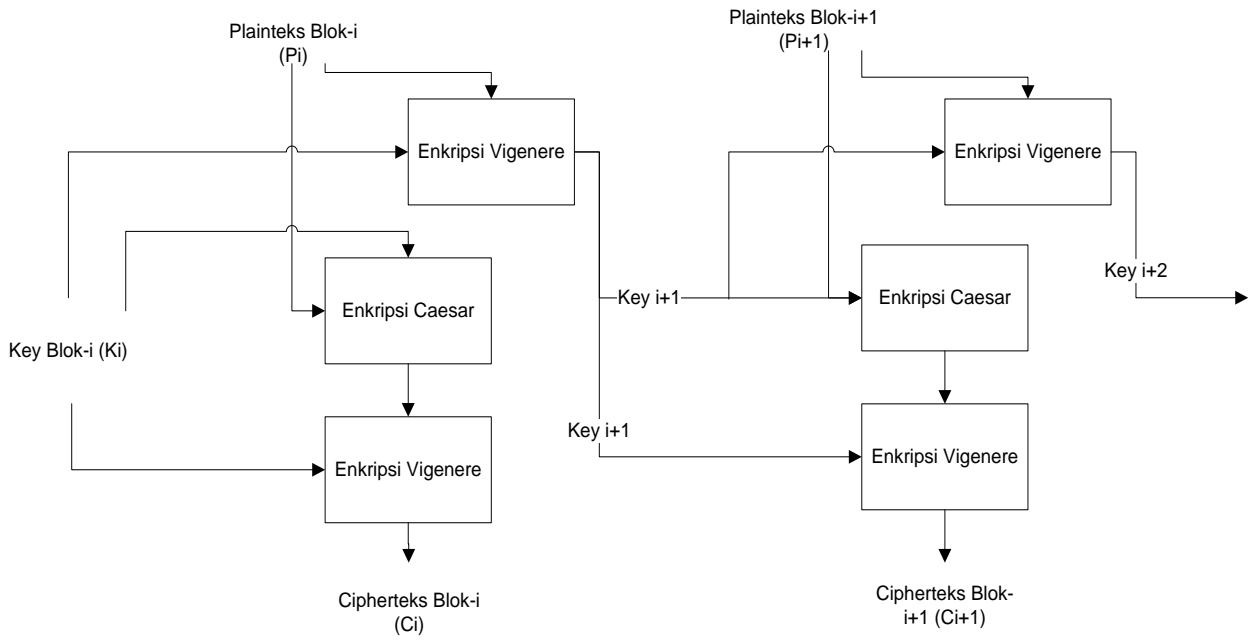 Plainteks Blok-i
(Pi)
Plainteks Blok-i+1
(Pi+1)
Enkripsi Vigenere
Enkripsi Vigenere
Key i+2
Enkripsi Caesar
Key i+1
Enkripsi Caesar
Key Blok-i (Ki)
Key i+1
Enkripsi Vigenere
Enkripsi Vigenere
Cipherteks Blok-i
(Ci)
Cipherteks Blok-
i+1 (Ci+1)